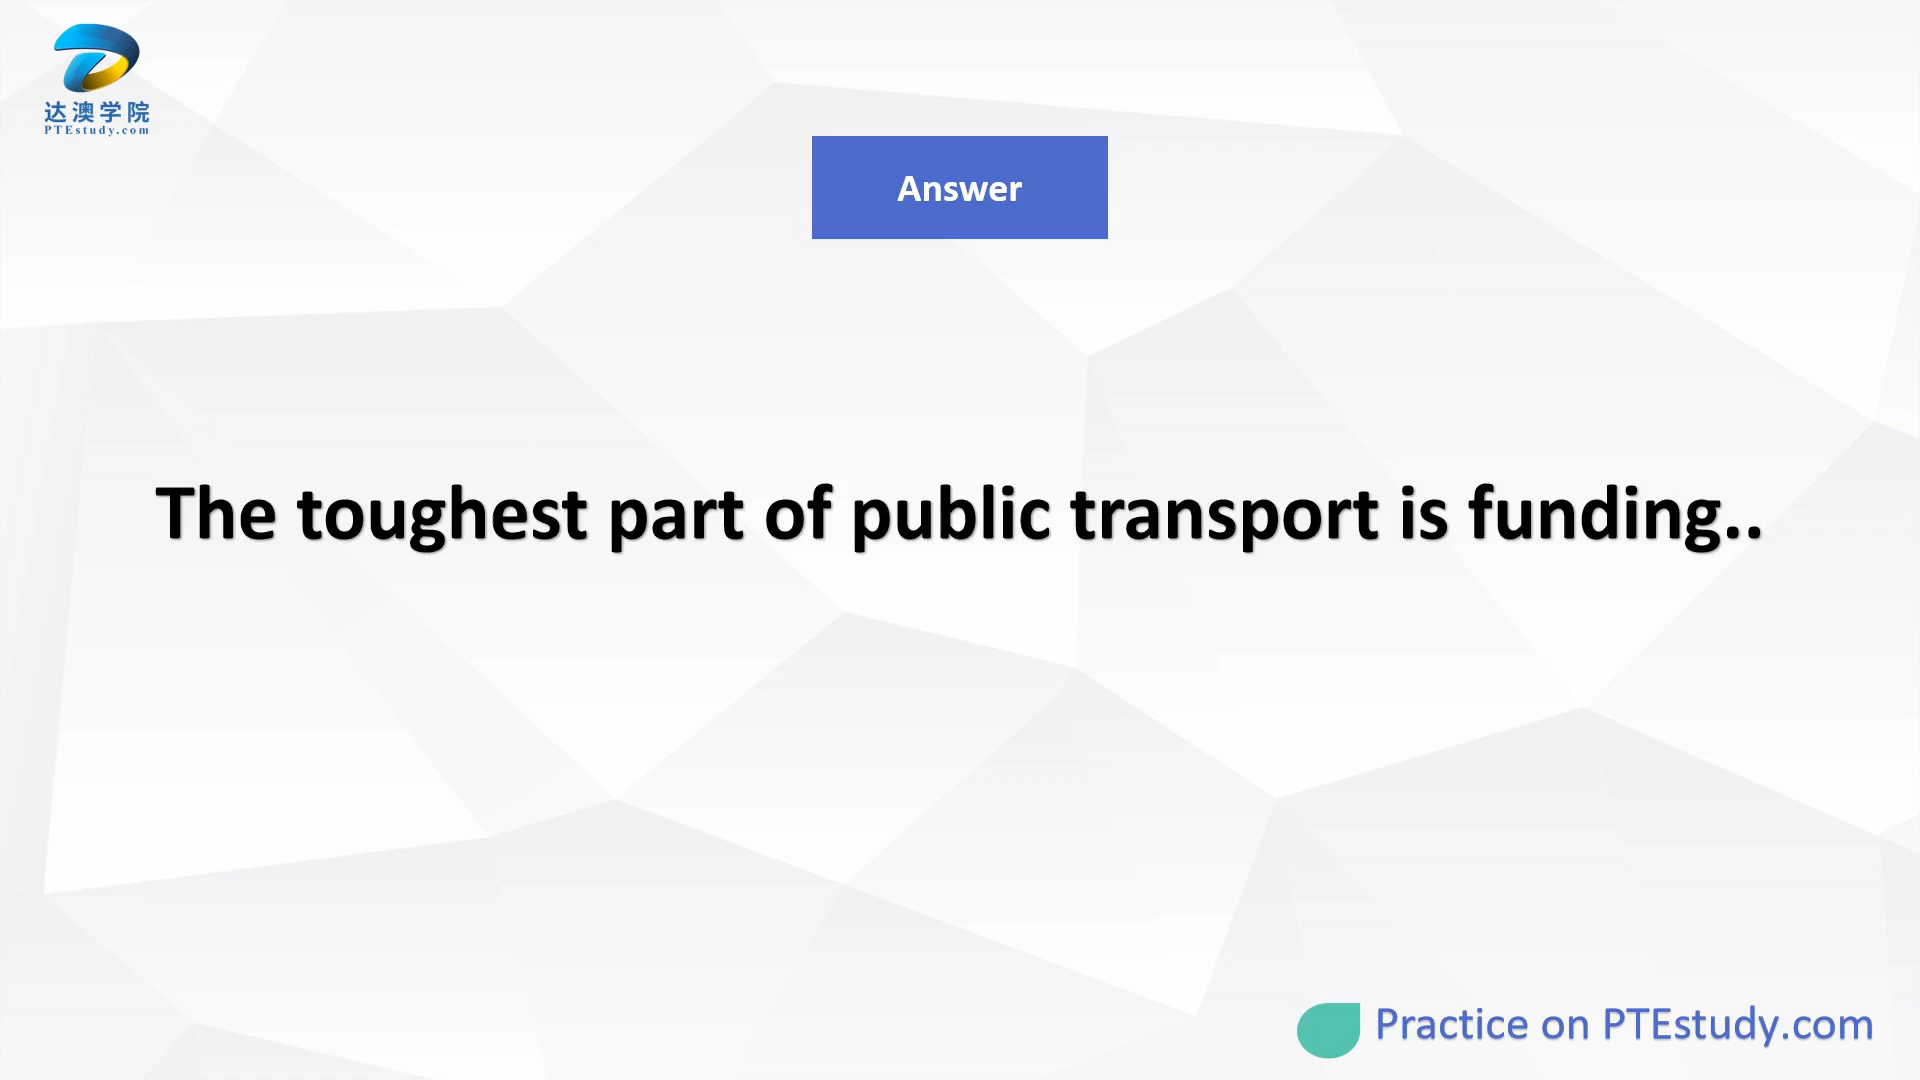 达澳学院
PTEstudy.com
Answer
The toughest part of public transport is funding..
Practice on PTEstudy.com